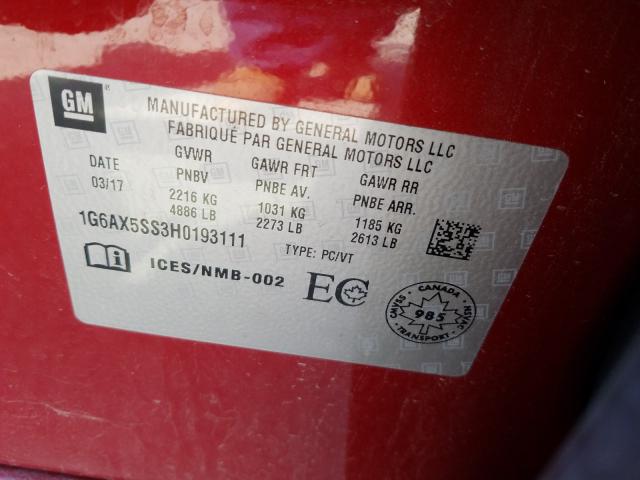 GM
MANUFACTURED BY GENERAL MOTORS LLC
FABRIQUÉ PAR GENERAL MOTORS LLC
DATE GVWR GAWR FRT GAWR RR
03/17 PNBV PNBE AV. PNBE ARR.
2216 KG 1031 KG 1185 KG
4886 LB 2273 LB 2613 LB
1G6AX5SS3H0193111 TYPE: PC/VT
ICES/NMB-002 EC
CANADA
CMVSS 985 NSVAC
TRANSPORT